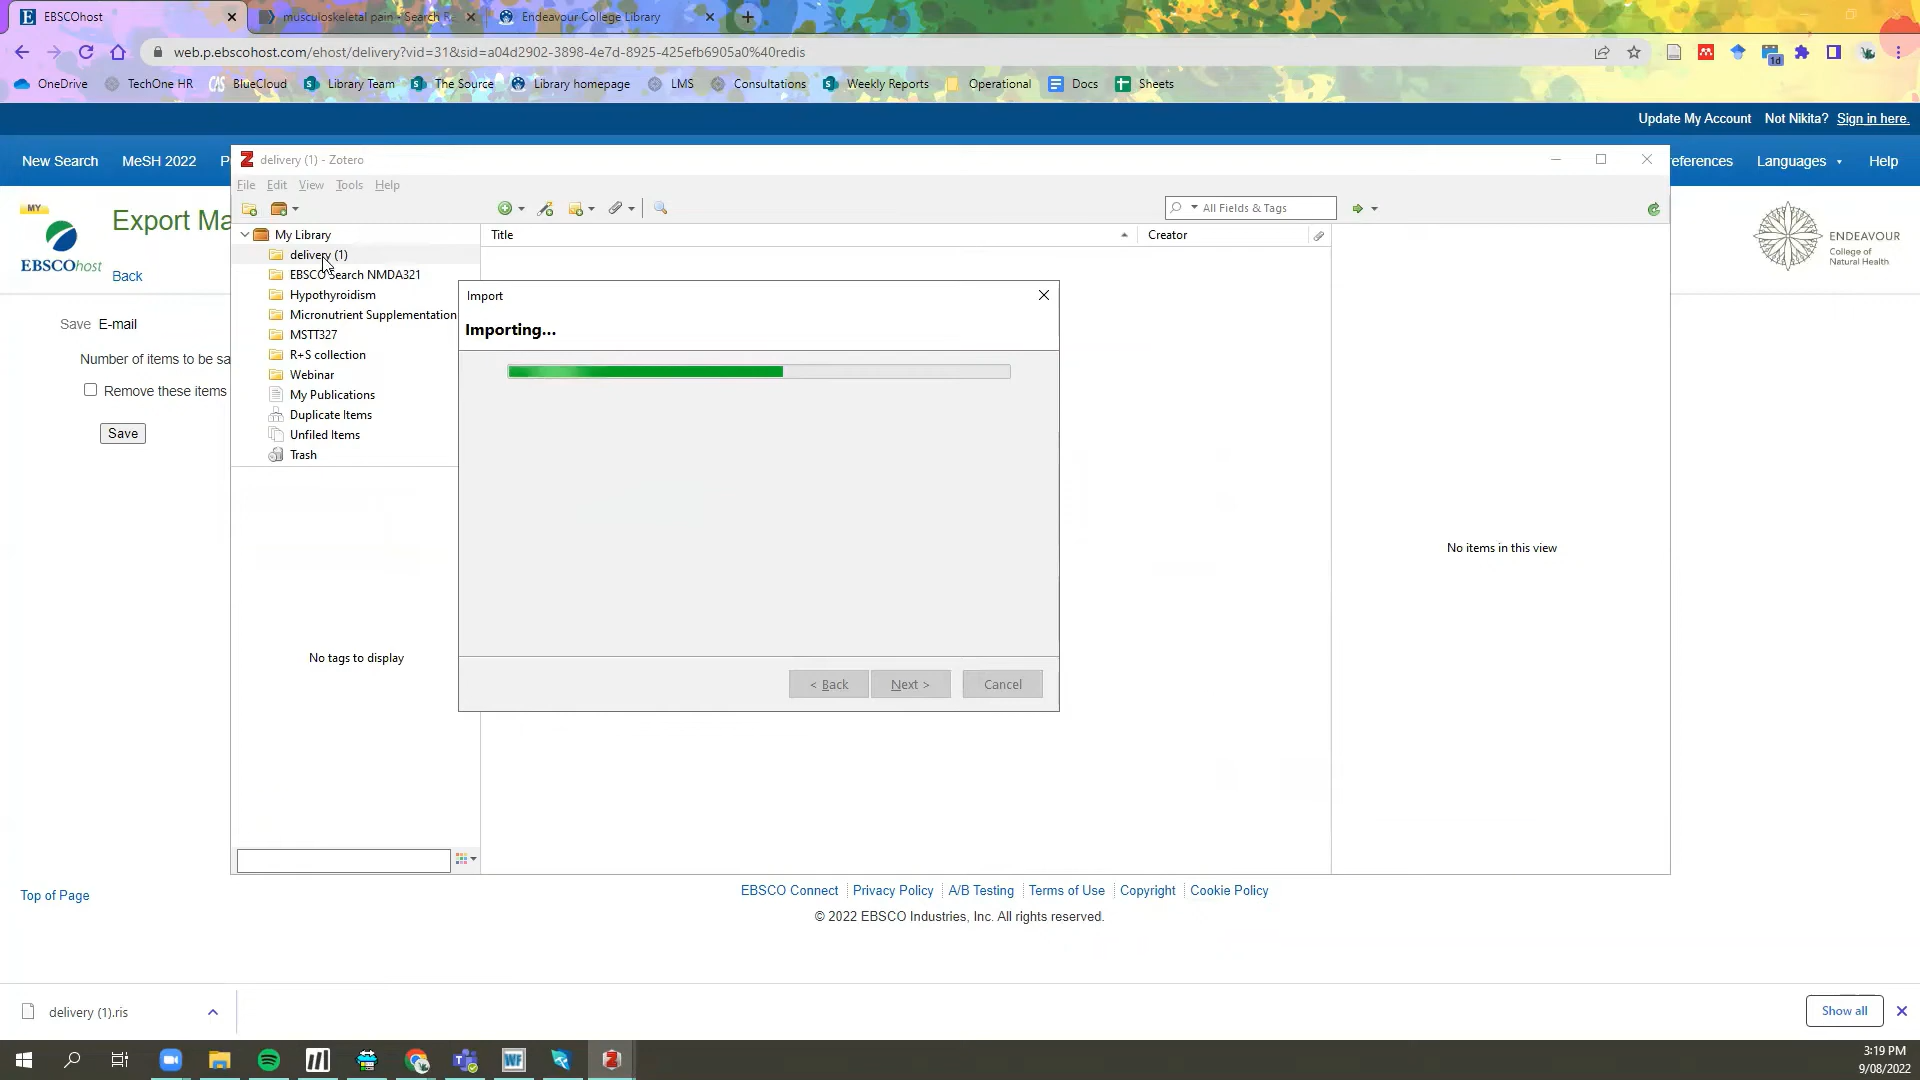 EBSCOhost
musculoskeletal pain - Search Re
Endeavour College Library
web.p.ebscohost.com/ehost/delivery?vid=31&sid=a04d2902-3898-4e7d-8925-425efb6905a0%40redis
1d
OneDrive
TechOne HR
BlueCloud
Library Team
The Source
Library homepage
LMS
Consultations
Weekly Reports
Operational
Docs
Sheets
Update My Account Not Nikita? Sign in here.
New Search
MeSH 2022
P
references
Languages
Help
delivery (1) - Zotero
File
Edit
View
Tools
Help
All Fields & Tags
MY
EBSCOhost
Export Ma
Back
ENDEAVOUR
College of
Natural Health
My Library
delivery (1)
EBSCO Search NMDA321
Hypothyroidism
Micronutrient Supplementation
MSTT327
R+S collection
Webinar
My Publications
Duplicate Items
Unfiled Items
Trash
Title
Creator
Save E-mail
Number of items to be sa
Remove these items
Save
Import
Importing...
< Back
Next >
Cancel
No items in this view
No tags to display
Top of Page
EBSCO Connect
Privacy Policy
A/B Testing
Terms of Use
Copyright
Cookie Policy
© 2022 EBSCO Industries, Inc. All rights reserved.
delivery (1).ris
Show all
WF
3:19 PM
9/08/2022